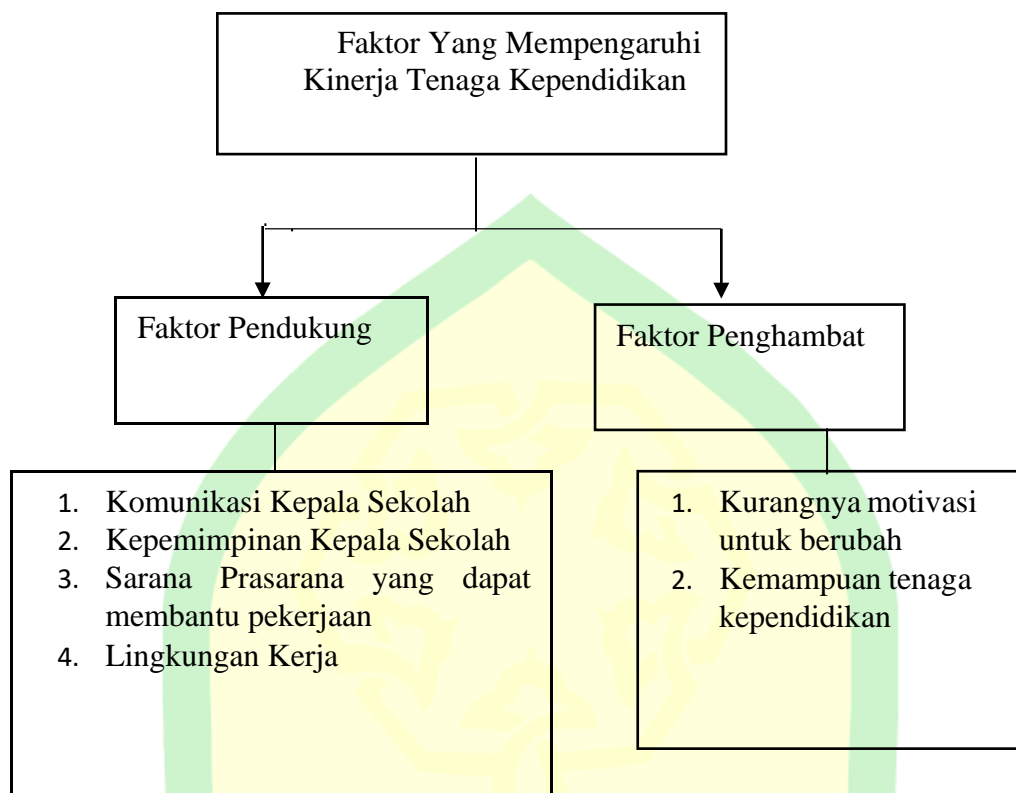 Faktor Yang Mempengaruhi
Kinerja Tenaga Kependidikan
Faktor Pendukung
Faktor Penghambat
1. Komunikasi Kepala Sekolah
2. Kepemimpinan Kepala Sekolah
3. Sarana Prasarana yang dapat
membantu pekerjaan
4. Lingkungan Kerja
1. Kurangnya motivasi
untuk berubah
2. Kemampuan tenaga
kependidikan